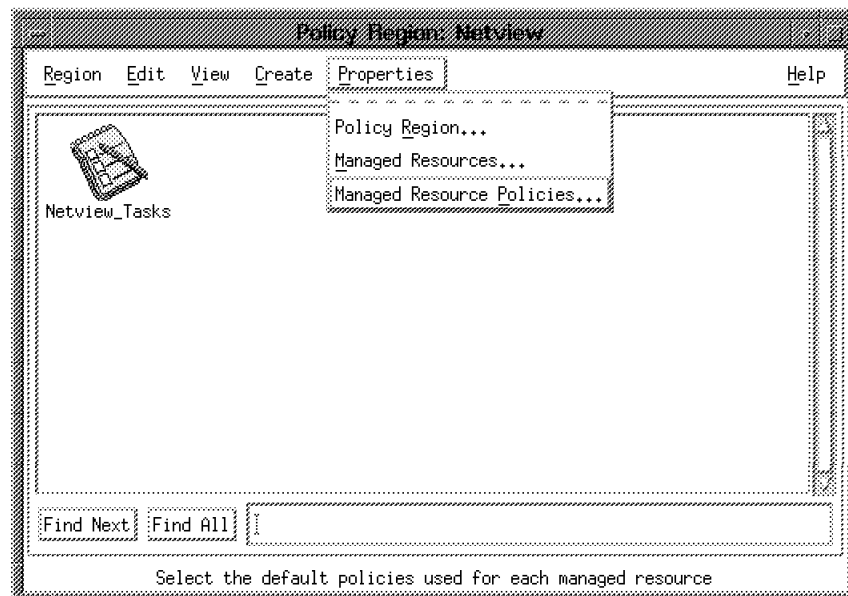 Policy Region: Netview
Region Edit View Create Properties Help
Policy Region...
Managed Resources...
Managed Resource Policies...
Netview_Tasks
Find Next Find All
Select the default policies used for each managed resource